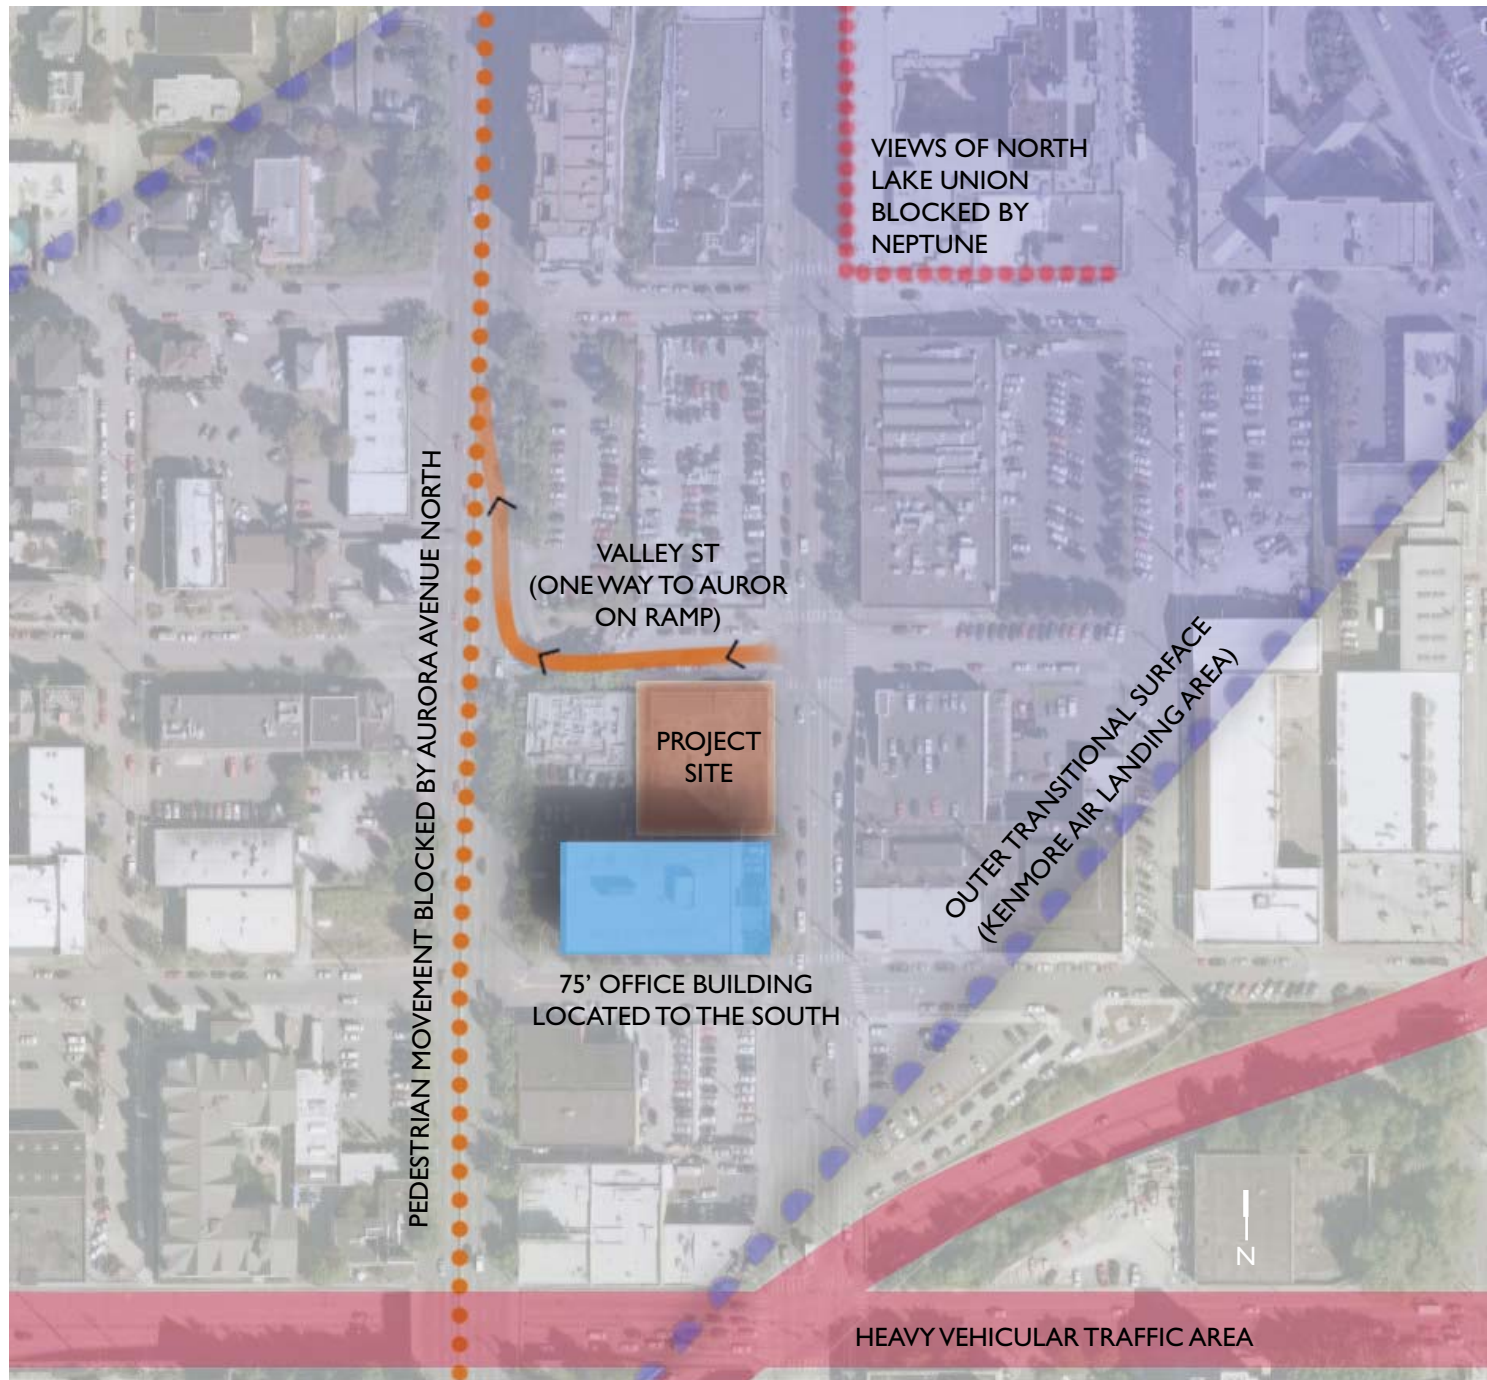 VIEWS OF NORTH
LAKE UNION
BLOCKED BY
NEPTUNE
PEDESTRIAN MOVEMENT BLOCKED BY AURORA AVENUE NORTH
VALLEY ST
(ONE WAY TO AUROR
ON RAMP)
PROJECT
SITE
OUTER TRANSITIONAL SURFACE
(KENMORE AIR LANDING AREA)
75’ OFFICE BUILDING
LOCATED TO THE SOUTH
N
HEAVY VEHICULAR TRAFFIC AREA